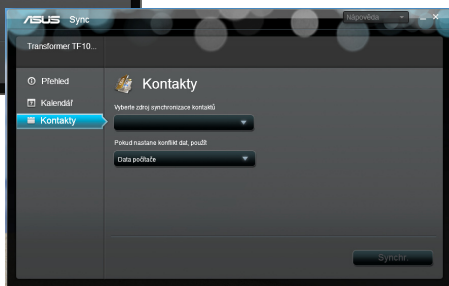 ASUS Sync
Nápověda
Transformer TF10...
Přehled
Kalendář
Kontakty
Kontakty
Vyberte zdroj synchronizace kontaktů
Pokud nastane konflikt dat, použít
Data počítače
Synchr.